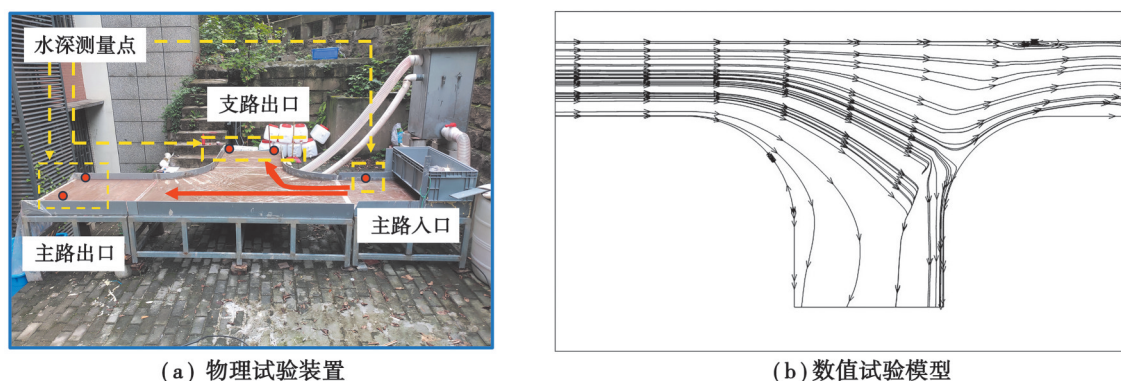 水深测量点
支路出口
主路入口
主路出口
(a) 物理试验装置
(b)数值试验模型